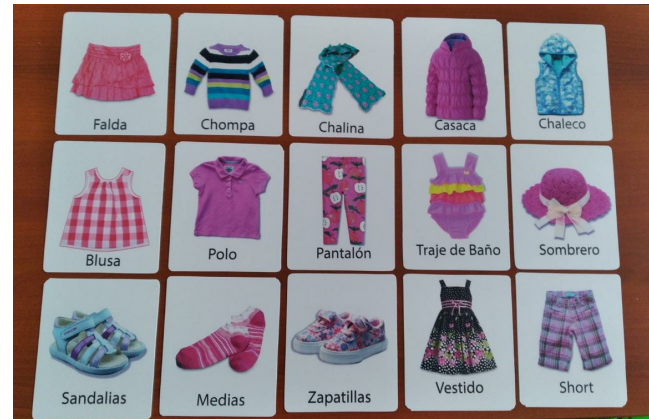 Falda
Chompa
Chalina
Casaca
Chaleco
Blusa
Polo
Pantalón
Traje de Baño
Sombrero
Sandalias
Medias
Zapatillas
Vestido
Short